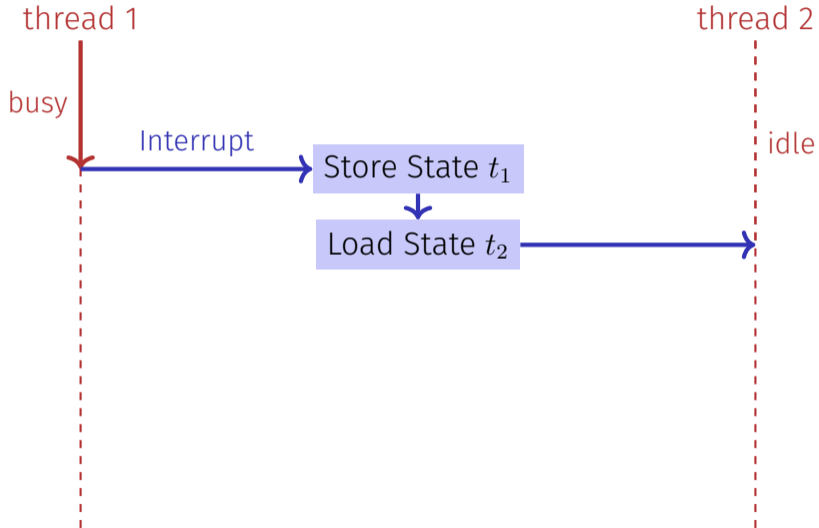 thread 1
thread 2
busy
Interrupt
idle
Store State t₁
Load State t₂